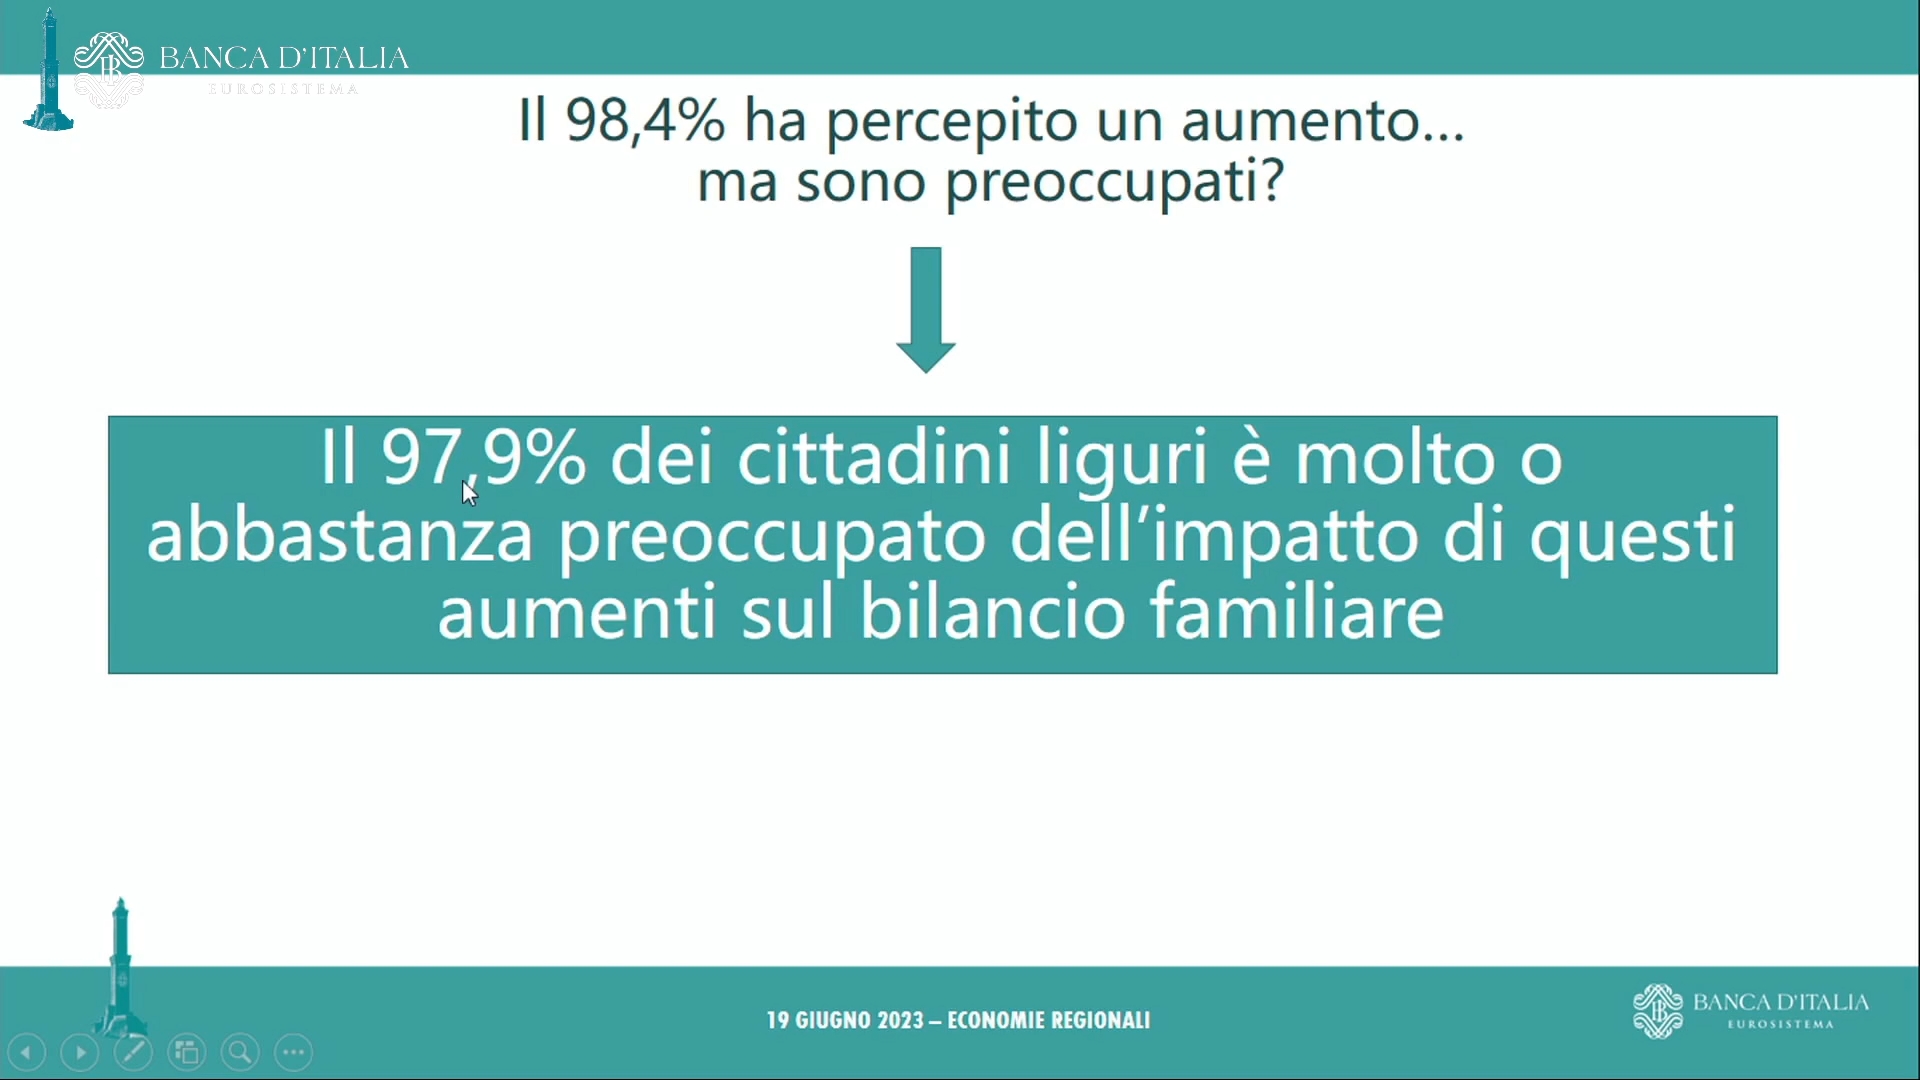 BANCA D'ITALIA
EUROSISTEMA
Il 98,4% ha percepito un aumento...
ma sono preoccupati?
Il 97,9% dei cittadini liguri è molto o
abbastanza preoccupato dell’impatto di questi
aumenti sul bilancio familiare
19 GIUGNO 2023 – ECONOMIE REGIONALI
BANCA D'ITALIA
EUROSISTEMA